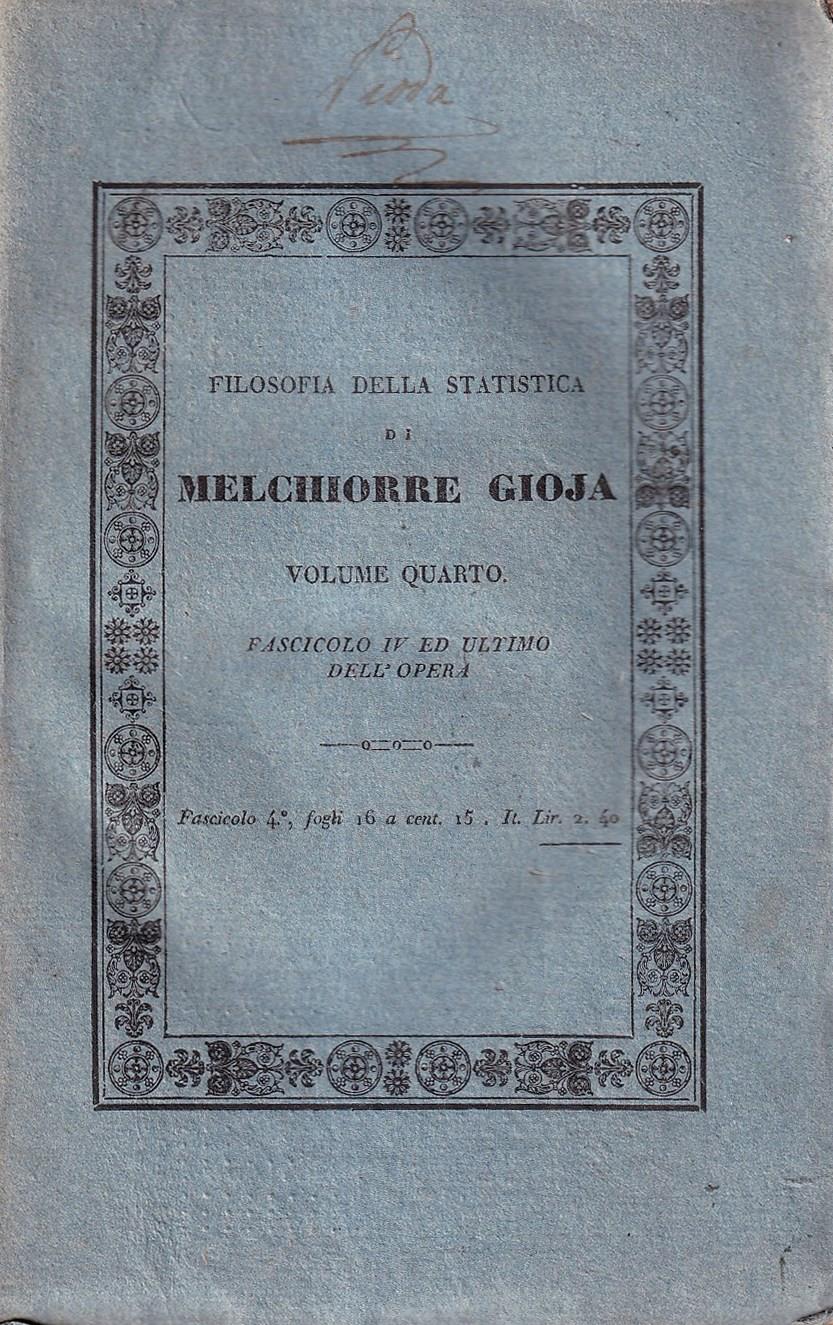 Pioda
FILOSOFIA DELLA STATISTICA
DI
MELCHIORRE GIOJA
VOLUME QUARTO.
FASCICOLO IV ED ULTIMO
DELL' OPERA
Fascicolo 4.°, fogli 16 a cent. 15 . It. Lir. 2. 40